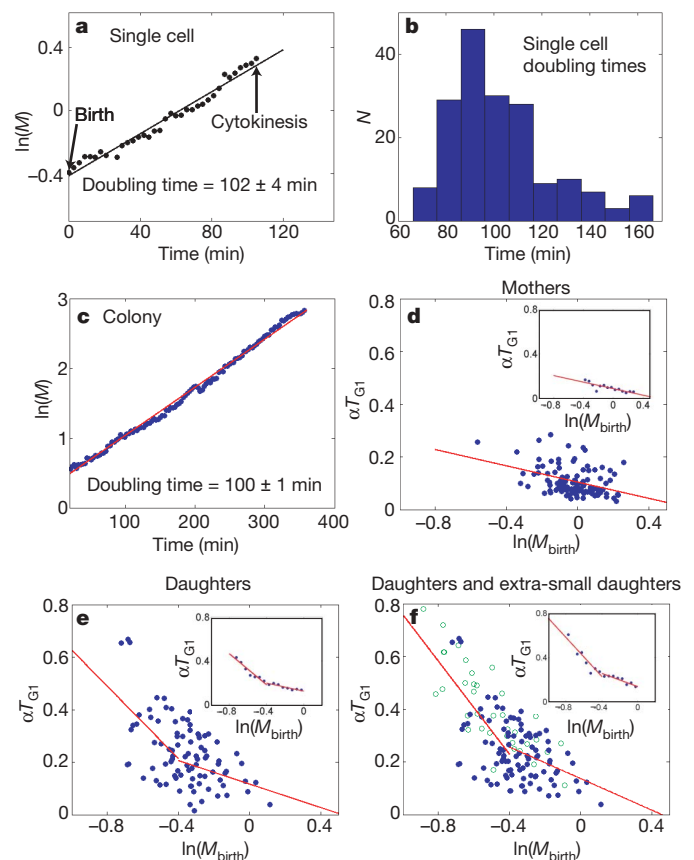 a Single cell
0.4
0
−0.4
ln(M)
Birth
Cytokinesis
Doubling time = 102 ± 4 min
0 40 80 120
Time (min)
b Single cell
doubling times
40
20
0
N
60 80 100 120 140 160
Time (min)
c Colony
3
2
1
0
ln(M)
Doubling time = 100 ± 1 min
100 200 300 400
Time (min)
Mothers
d
0.8
0.6
0.4
0.2
0
αT_G1
−0.8 −0.4 0 0.4
ln(M_birth)
0.8
0.4
0
αT_G1
−0.8 −0.4 0 0.4
ln(M_birth)
Daughters
e
0.8
0.6
0.4
0.2
0
αT_G1
−0.8 −0.4 0 0.4
ln(M_birth)
0.8
0.4
0
αT_G1
−0.8 −0.4 0
ln(M_birth)
Daughters and extra-small daughters
f
0.8
0.6
0.4
0.2
0
αT_G1
−0.8 −0.4 0 0.4
ln(M_birth)
0.8
0.4
0
αT_G1
−0.8 −0.4 0
ln(M_birth)